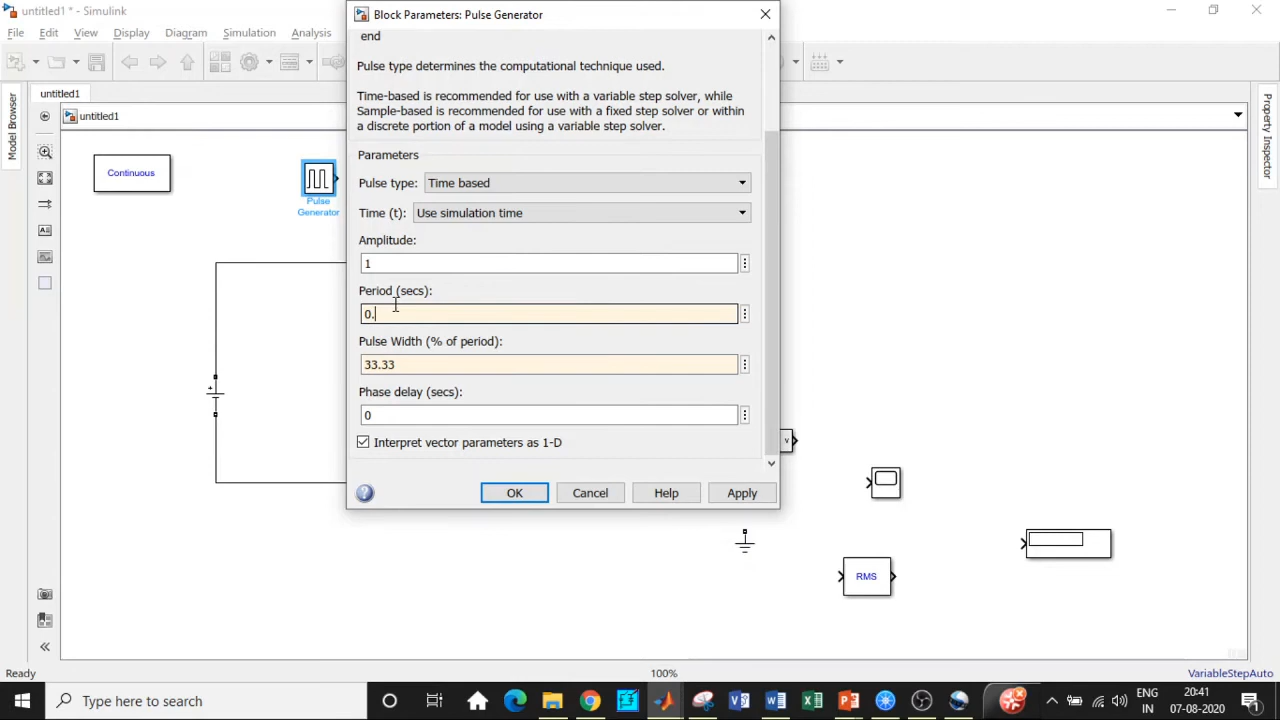 untitled1 * - Simulink
File Edit View Display Diagram Simulation Analysis
Model Browser
untitled1
untitled1
Continuous
Pulse
Generator
Block Parameters: Pulse Generator
end
Pulse type determines the computational technique used.
Time-based is recommended for use with a variable step solver, while
Sample-based is recommended for use with a fixed step solver or within
a discrete portion of a model using a variable step solver.
Parameters
Pulse type: Time based
Time (t): Use simulation time
Amplitude:
1
Period (secs):
0.
Pulse Width (% of period):
33.33
Phase delay (secs):
0
Interpret vector parameters as 1-D
OK Cancel Help Apply
Property Inspector
v
RMS
Ready 100% VariableStepAuto
Type here to search
ENG
IN
20:41
07-08-2020